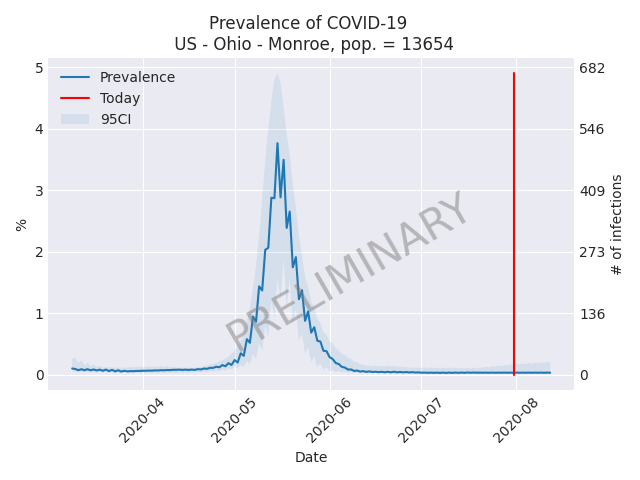 Prevalence of COVID-19
US - Ohio - Monroe, pop. = 13654
Prevalence
Today
95CI
5
4
3
2
1
0
%
682
546
409
273
136
0
# of infections
PRELIMINARY
2020-04
2020-05
2020-06
2020-07
2020-08
Date